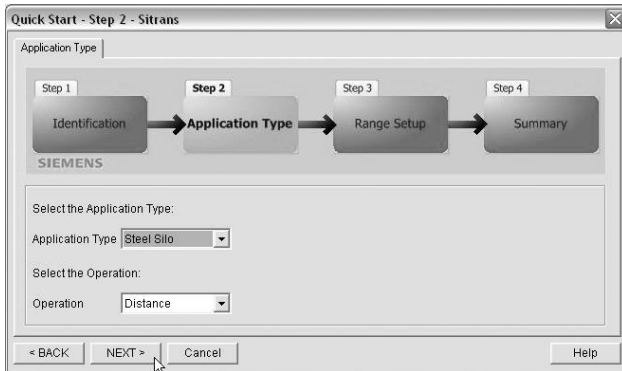 Quick Start - Step 2 - Sitrans
Application Type
Step 1
Step 2
Step 3
Step 4
Identification
Application Type
Range Setup
Summary
SIEMENS
Select the Application Type:
Application Type Steel Silo
Select the Operation:
Operation Distance
< BACK NEXT > Cancel Help